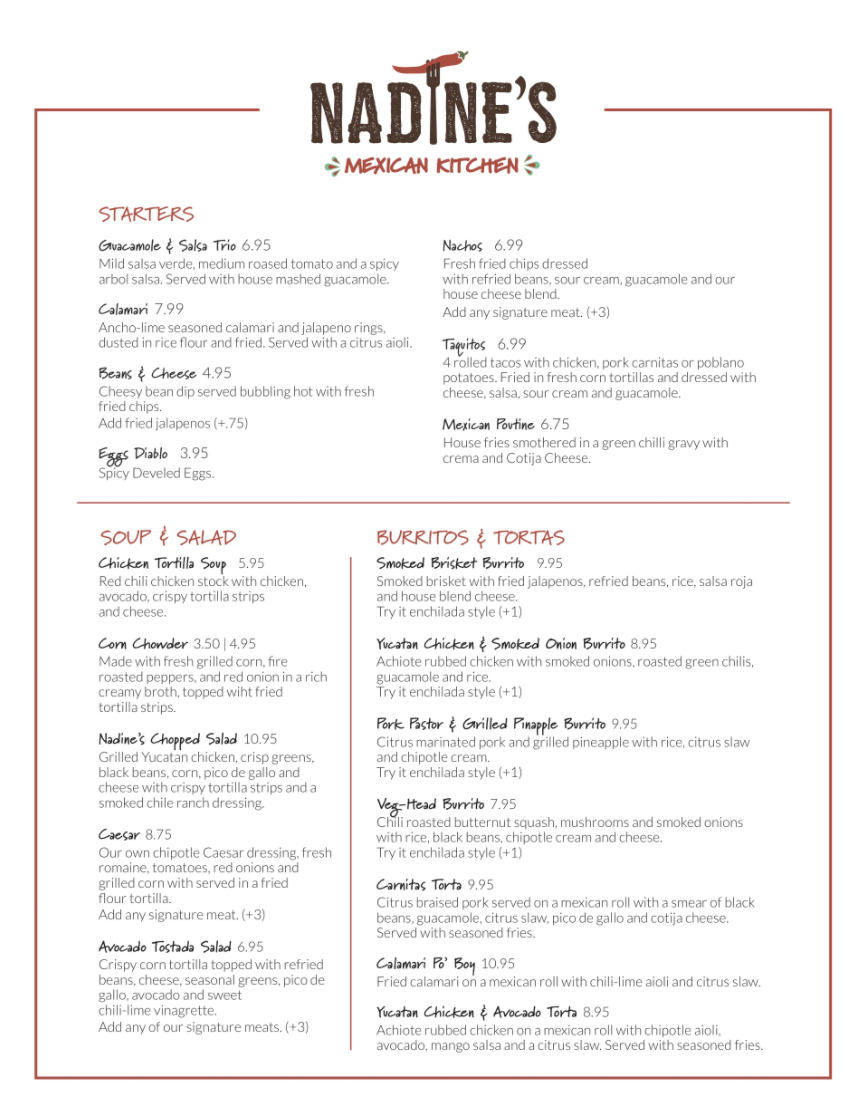 NADINE'S
MEXICAN KITCHEN
STARTERS
Guacamole & Salsa Trio 6.95
Mild salsa verde, medium roased tomato and a spicy
arbol salsa. Served with house mashed guacamole.
Calamari 7.99
Ancho-lime seasoned calamari and jalapeno rings,
dusted in rice flour and fried. Served with a citrus aioli.
Beans & Cheese 4.95
Cheesy bean dip served bubbling hot with fresh
fried chips.
Add fried jalapenos (+.75)
Eggs Diablo 3.95
Spicy Develed Eggs.
Nachos 6.99
Fresh fried chips dressed
with refried beans, sour cream, guacamole and our
house cheese blend.
Add any signature meat. (+3)
Taquitos 6.99
4 rolled tacos with chicken, pork carnitas or poblano
potatoes. Fried in fresh corn tortillas and dressed with
cheese, salsa, sour cream and guacamole.
Mexican Poutine 6.75
House fries smothered in a green chilli gravy with
crema and Cotija Cheese.
SOUP & SALAD
Chicken Tortilla Soup 5.95
Red chili chicken stock with chicken,
avocado, crispy tortilla strips
and cheese.
Corn Chowder 3.50 | 4.95
Made with fresh grilled corn, fire
roasted peppers, and red onion in a rich
creamy broth, topped wiht fried
tortilla strips.
Nadine's Chopped Salad 10.95
Grilled Yucatan chicken, crisp greens,
black beans, corn, pico de gallo and
cheese with crispy tortilla strips and a
smoked chile ranch dressing.
Caesar 8.75
Our own chipotle Caesar dressing, fresh
romaine, tomatoes, red onions and
grilled corn with served in a fried
flour tortilla.
Add any signature meat. (+3)
Avocado Tostada Salad 6.95
Crispy corn tortilla topped with refried
beans, cheese, seasonal greens, pico de
gallo, avocado and sweet
chili-lime vinagrette.
Add any of our signature meats. (+3)
BURRITOS & TORTAS
Smoked Brisket Burrito 9.95
Smoked brisket with fried jalapenos, refried beans, rice, salsa roja
and house blend cheese.
Try it enchilada style (+1)
Yucatan Chicken & Smoked Onion Burrito 8.95
Achiote rubbed chicken with smoked onions, roasted green chilis,
guacamole and rice.
Try it enchilada style (+1)
Pork Pastor & Grilled Pinapple Burrito 9.95
Citrus marinated pork and grilled pineapple with rice, citrus slaw
and chipotle cream.
Try it enchilada style (+1)
Veg-Head Burrito 7.95
Chili roasted butternut squash, mushrooms and smoked onions
with rice, black beans, chipotle cream and cheese.
Try it enchilada style (+1)
Carnitas Torta 9.95
Citrus braised pork served on a mexican roll with a smear of black
beans, guacamole, citrus slaw, pico de gallo and cotija cheese.
Served with seasoned fries.
Calamari Po' Boy 10.95
Fried calamari on a mexican roll with chili-lime aioli and citrus slaw.
Yucatan Chicken & Avocado Torta 8.95
Achiote rubbed chicken on a mexican roll with chipotle aioli,
avocado, mango salsa and a citrus slaw. Served with seasoned fries.